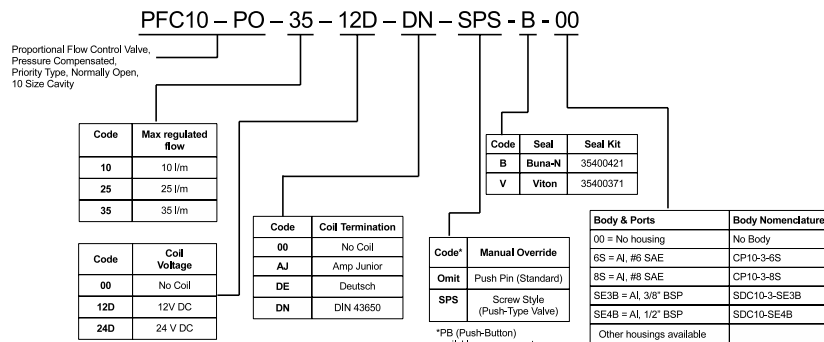 PFC10 – PO – 35 – 12D – DN – SPS - B - 00
Proportional Flow Control Valve,
Pressure Compensated,
Priority Type, Normally Open,
10 Size Cavity
Code Max regulated
flow
10 10 l/m
25 25 l/m
35 35 l/m
Code Coil
Voltage
00 No Coil
12D 12V DC
24D 24 V DC
Code Coil Termination
00 No Coil
AJ Amp Junior
DE Deutsch
DN DIN 43650
Code* Manual Override
Omit Push Pin (Standard)
SPS Screw Style
(Push-Type Valve)
*PB (Push-Button)
Code Seal Seal Kit
B Buna-N 35400421
V Viton 35400371
Body & Ports Body Nomenclature
00 = No housing No Body
6S = Al, #6 SAE CP10-3-6S
8S = Al, #8 SAE CP10-3-8S
SE3B = Al, 3/8" BSP SDC10-3-SE3B
SE4B = Al, 1/2" BSP SDC10-SE4B
Other housings available